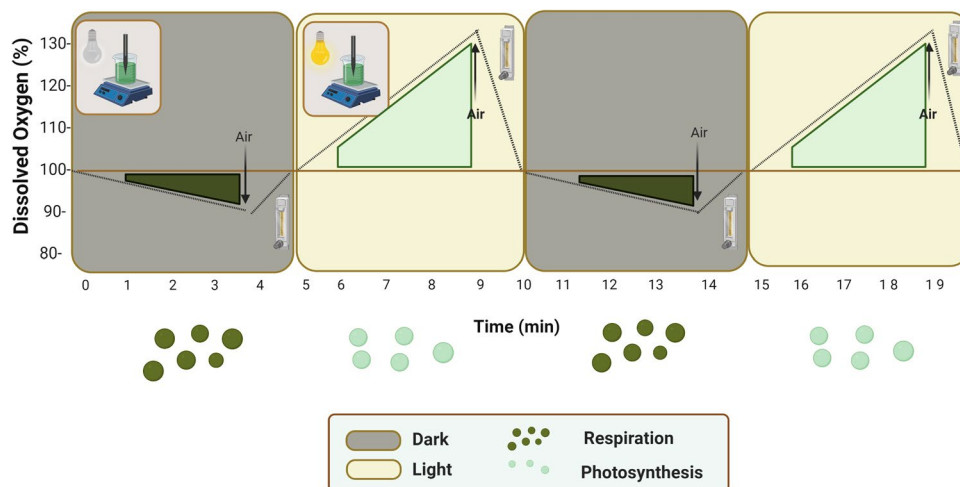 Dissolved Oxygen (%)
130-
120-
110-
100-
90-
80-
Air
Air
Air
Air
0 1 2 3 4 5 6 7 8 9 10 11 12 13 14 15 16 17 18 19
Time (min)
Dark
Respiration
Light
Photosynthesis